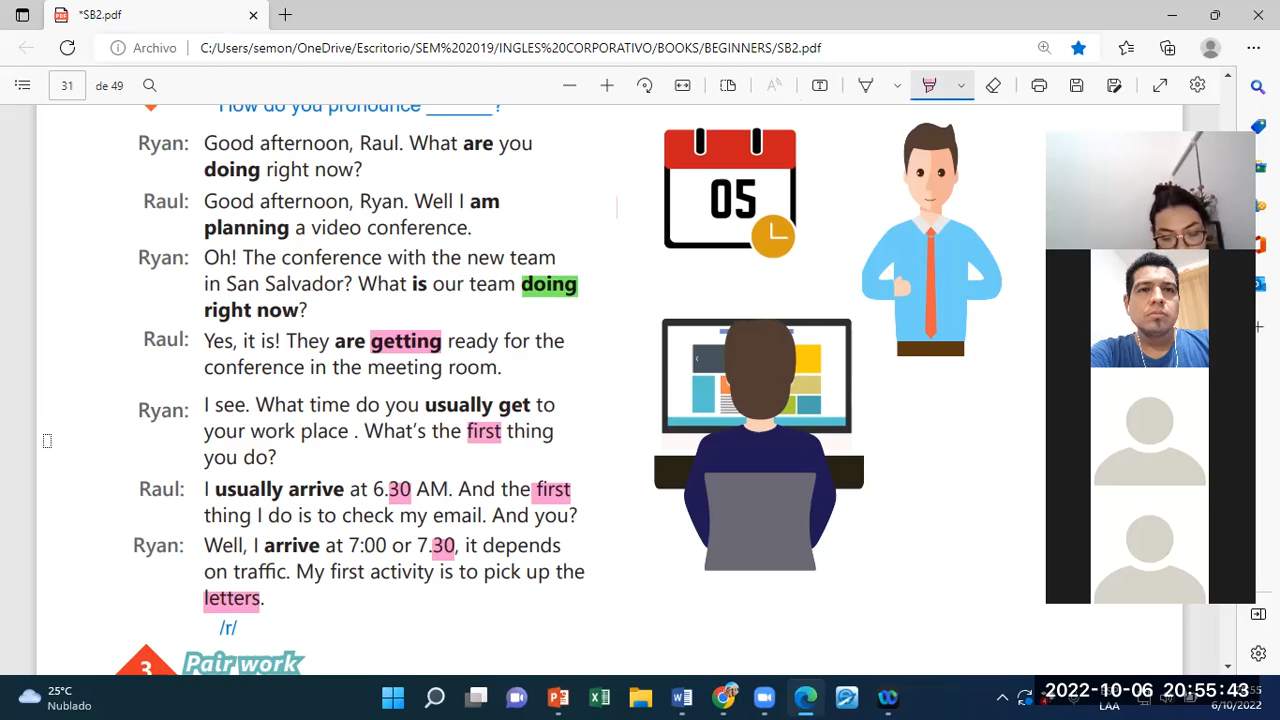 *SB2.pdf
Archivo
C:/Users/semon/OneDrive/Escritorio/SEM%202019/INGLES%20CORPORATIVO/BOOKS/BEGINNERS/SB2.pdf
31 de 49
How do you pronounce ______?
Ryan: Good afternoon, Raul. What are you
doing right now?
Raul: Good afternoon, Ryan. Well I am
planning a video conference.
Ryan: Oh! The conference with the new team
in San Salvador? What is our team doing
right now?
Raul: Yes, it is! They are getting ready for the
conference in the meeting room.
Ryan: I see. What time do you usually get to
your work place . What's the first thing
you do?
Raul: I usually arrive at 6.30 AM. And the first
thing I do is to check my email. And you?
Ryan: Well, I arrive at 7:00 or 7.30, it depends
on traffic. My first activity is to pick up the
letters.
/r/
3 Pair work
05
25°C
Nublado
LAA
2022-10-06 20:55:43
6/10/2022